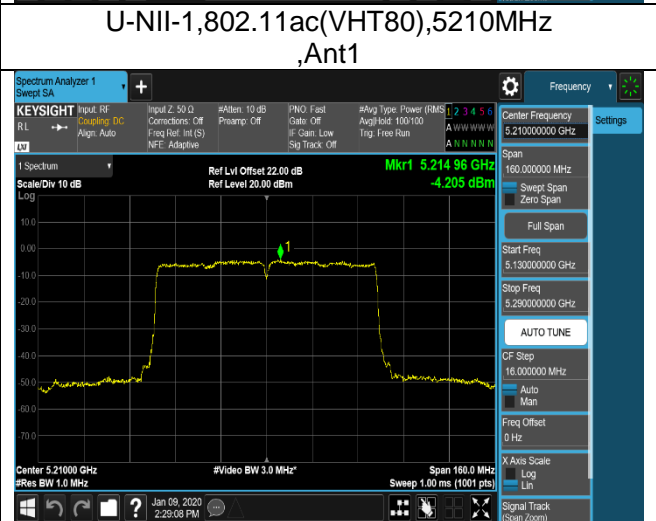 U-NII-1,802.11ac(VHT80),5210MHz
,Ant1
Spectrum Analyzer 1
Swept SA
Frequency
KEYSIGHT
RL
LXI
Input: RF
Coupling: DC
Align: Auto
Input Z: 50 Ω
Corrections: Off
Freq Ref: Int (S)
NFE: Adaptive
#Atten: 10 dB
Preamp: Off
PNO: Fast
Gate: Off
IF Gain: Low
Sig Track: Off
#Avg Type: Power (RMS
Avg|Hold: 100/100
Trig: Free Run
1 2 3 4 5 6
A W W W W W
A N N N N N
Center Frequency
5.210000000 GHz
Settings
Span
160.000000 MHz
Swept Span
Zero Span
Full Span
Start Freq
5.130000000 GHz
Stop Freq
5.290000000 GHz
AUTO TUNE
CF Step
16.000000 MHz
Auto
Man
Freq Offset
0 Hz
X Axis Scale
Log
Lin
Signal Track
(Span Zoom)
1 Spectrum
Scale/Div 10 dB
Log
Ref Lvl Offset 22.00 dB
Ref Level 20.00 dBm
Mkr1 5.214 96 GHz
-4.205 dBm
1
10.0
0.00
-10.0
-20.0
-30.0
-40.0
-50.0
-60.0
-70.0
Center 5.21000 GHz
#Res BW 1.0 MHz
#Video BW 3.0 MHz*
Span 160.0 MHz
Sweep 1.00 ms (1001 pts)
?
Jan 09, 2020
2:29:08 PM